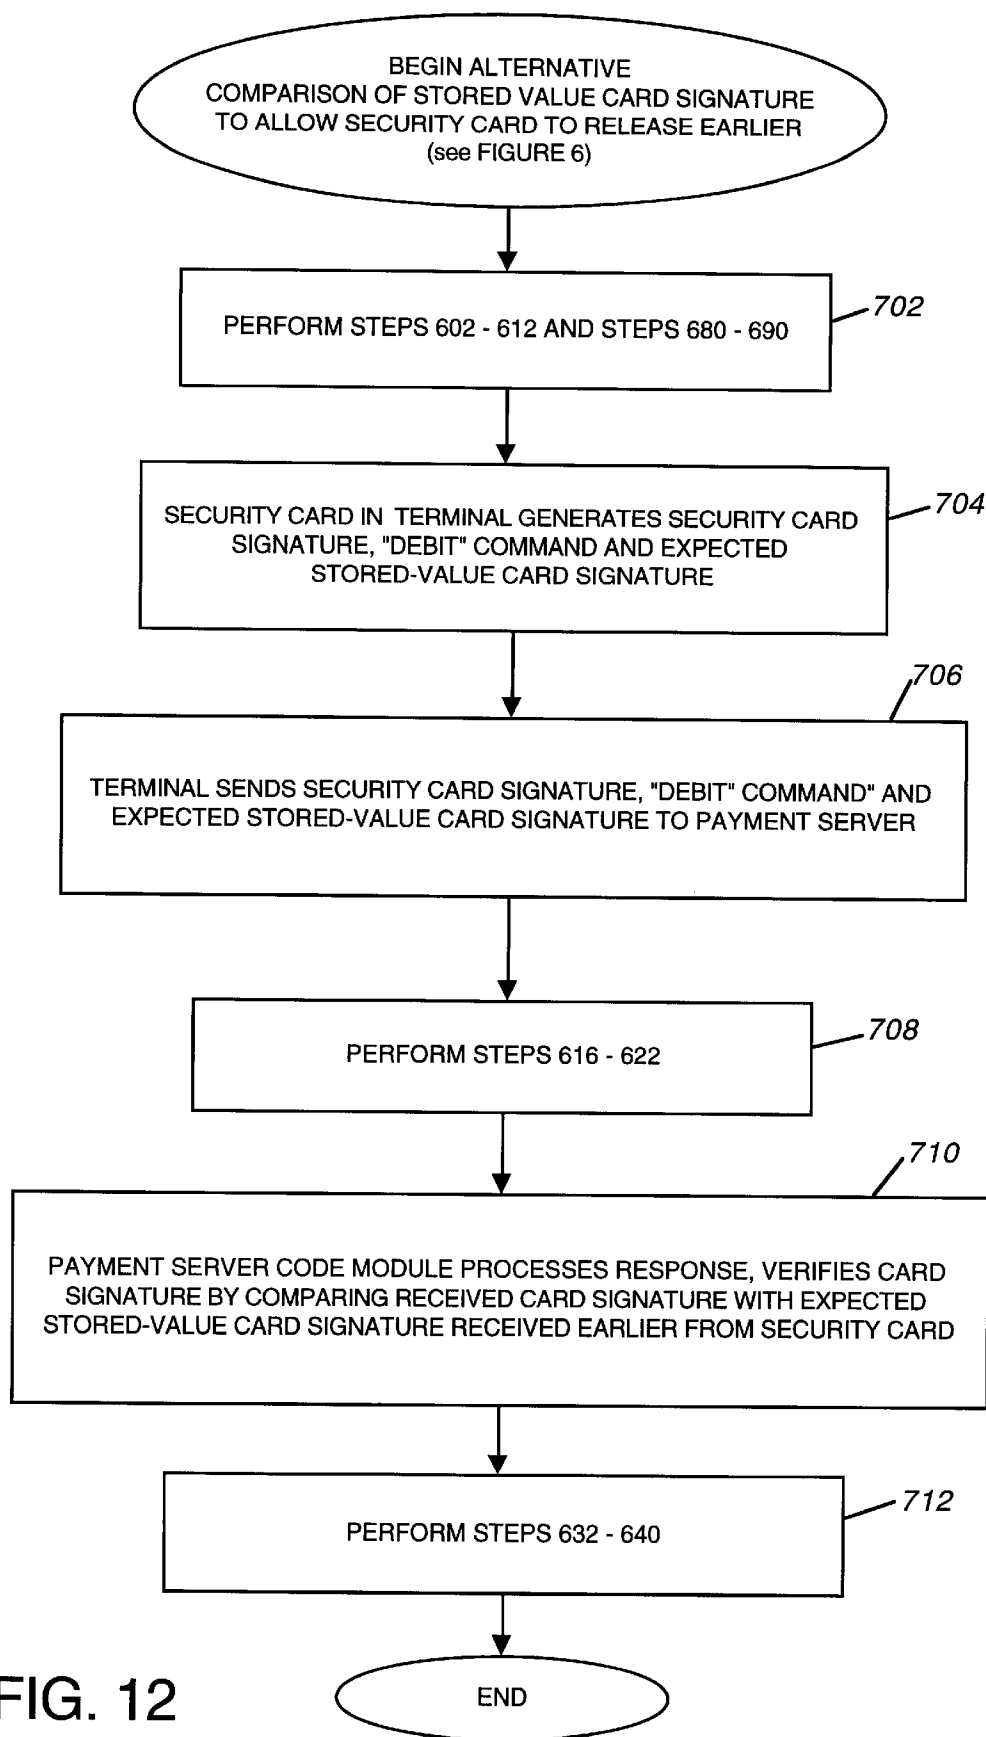 BEGIN ALTERNATIVE
COMPARISON OF STORED VALUE CARD SIGNATURE
TO ALLOW SECURITY CARD TO RELEASE EARLIER
(see FIGURE 6)
PERFORM STEPS 602 - 612 AND STEPS 680 - 690
702
SECURITY CARD IN TERMINAL GENERATES SECURITY CARD
SIGNATURE, "DEBIT" COMMAND AND EXPECTED
STORED-VALUE CARD SIGNATURE
704
706
TERMINAL SENDS SECURITY CARD SIGNATURE, "DEBIT" COMMAND" AND
EXPECTED STORED-VALUE CARD SIGNATURE TO PAYMENT SERVER
PERFORM STEPS 616 - 622
708
710
PAYMENT SERVER CODE MODULE PROCESSES RESPONSE, VERIFIES CARD
SIGNATURE BY COMPARING RECEIVED CARD SIGNATURE WITH EXPECTED
STORED-VALUE CARD SIGNATURE RECEIVED EARLIER FROM SECURITY CARD
PERFORM STEPS 632 - 640
712
END
FIG. 12